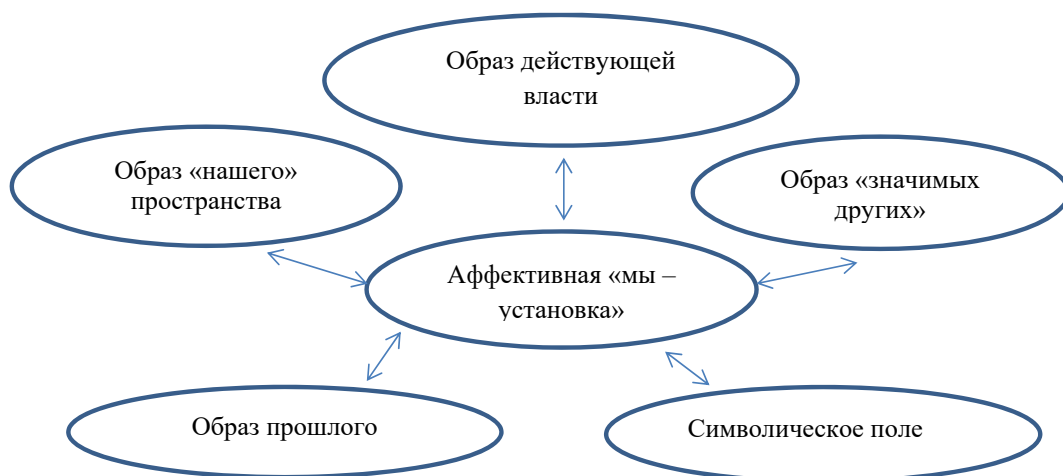 Образ действующей
власти
Образ «нашего»
пространства
Образ «значимых
других»
Аффективная «мы –
установка»
Образ прошлого
Символическое поле